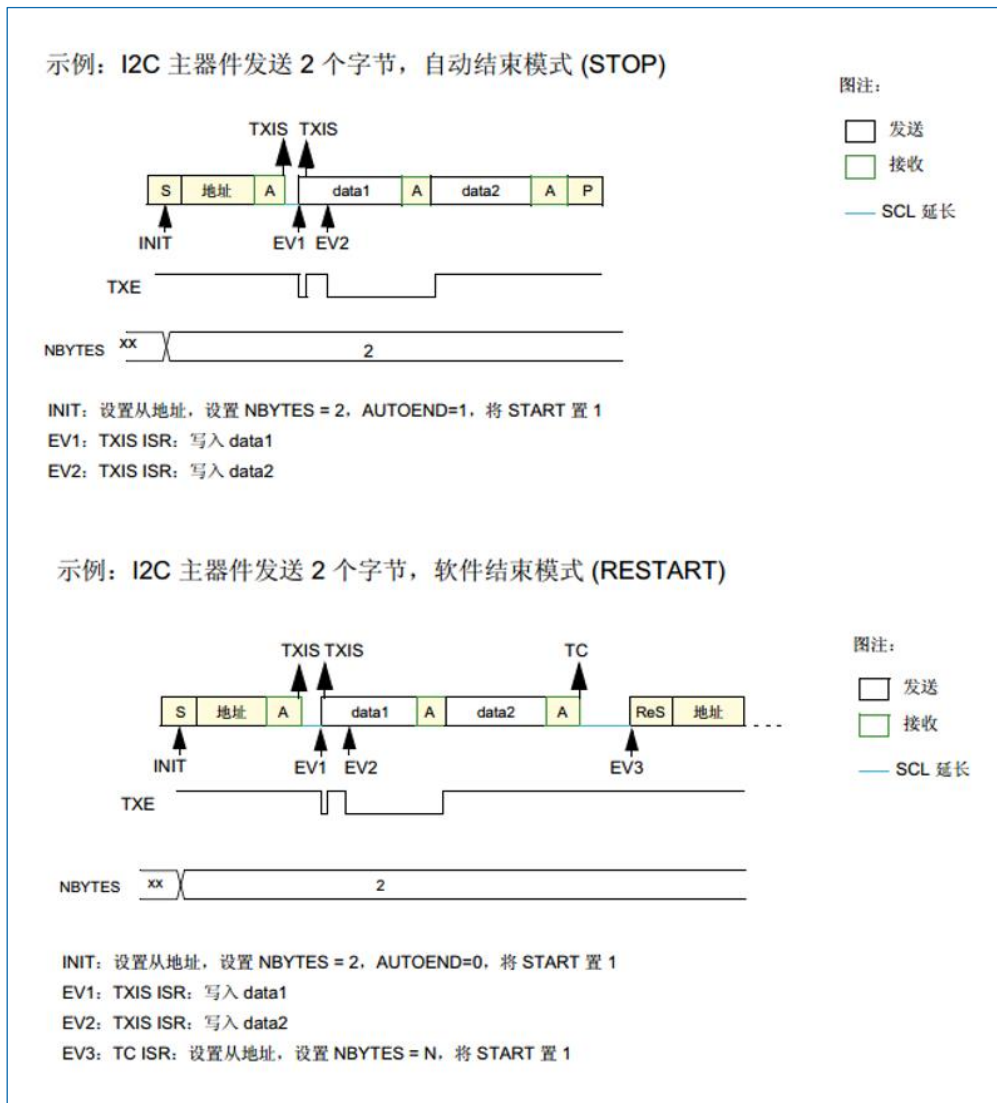 示例：I2C 主器件发送 2 个字节，自动结束模式 (STOP)
图注：
发送
接收
SCL 延长
TXIS TXIS
S 地址 A data1 A data2 A P
INIT EV1 EV2
TXE
NBYTES xx 2
INIT：设置从地址，设置 NBYTES = 2，AUTOEND=1，将 START 置 1
EV1：TXIS ISR：写入 data1
EV2：TXIS ISR：写入 data2
示例：I2C 主器件发送 2 个字节，软件结束模式 (RESTART)
图注：
发送
接收
SCL 延长
TXIS TXIS TC
S 地址 A data1 A data2 A ReS 地址
INIT EV1 EV2 EV3
TXE
NBYTES xx 2
INIT：设置从地址，设置 NBYTES = 2，AUTOEND=0，将 START 置 1
EV1：TXIS ISR：写入 data1
EV2：TXIS ISR：写入 data2
EV3：TC ISR：设置从地址，设置 NBYTES = N，将 START 置 1